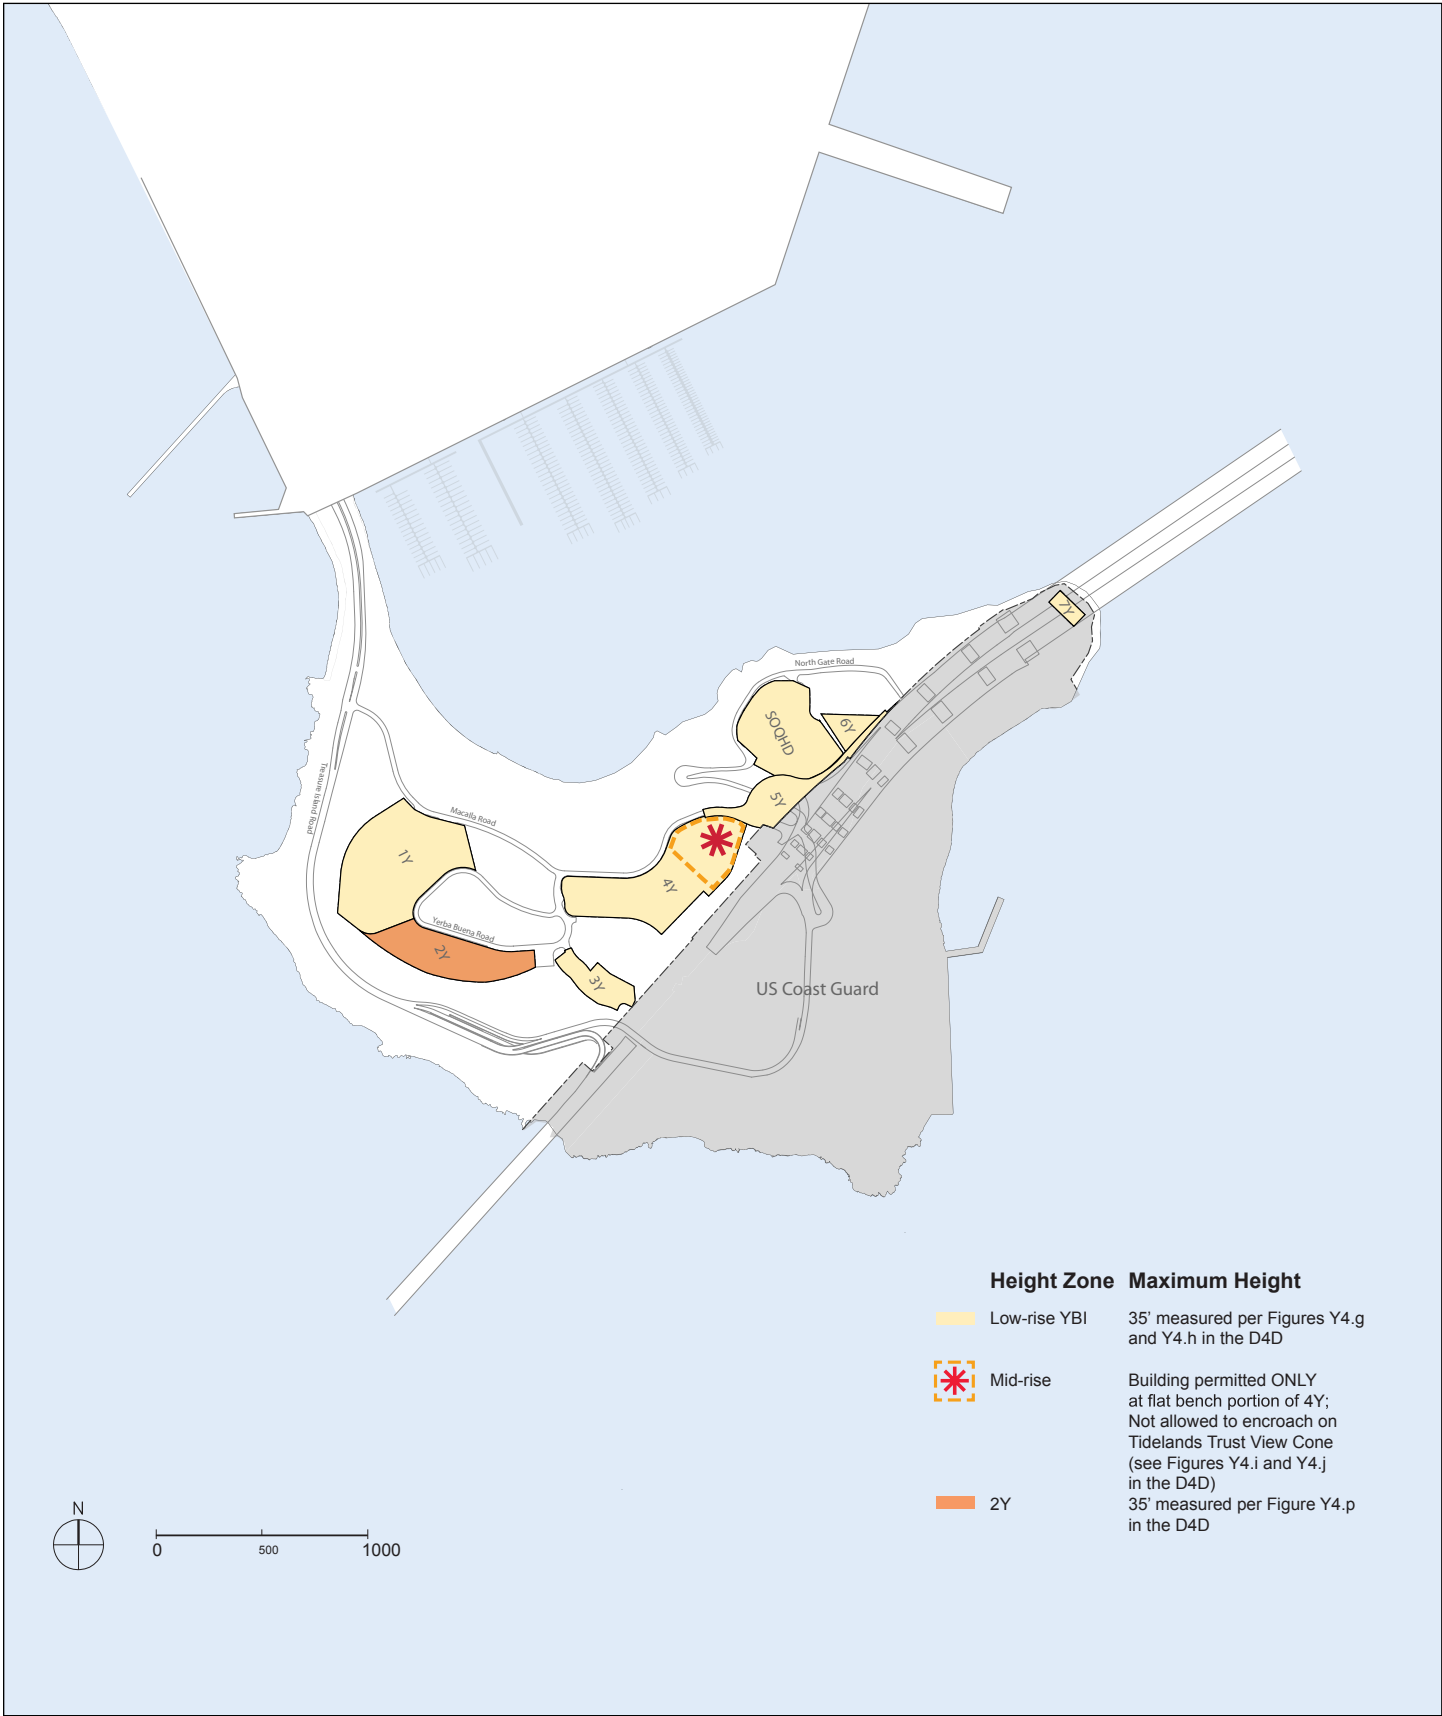 North Gate Road
7Y
SOQHD
6Y
Treasure Island Road
5Y
Macalla Road
1Y
4Y
Yerba Buena Road
2Y
3Y
US Coast Guard
Height Zone Maximum Height
Low-rise YBI 35’ measured per Figures Y4.g
and Y4.h in the D4D
Mid-rise Building permitted ONLY
at flat bench portion of 4Y;
Not allowed to encroach on
Tidelands Trust View Cone
(see Figures Y4.i and Y4.j
in the D4D)
2Y 35’ measured per Figure Y4.p
in the D4D
N
0 500 1000